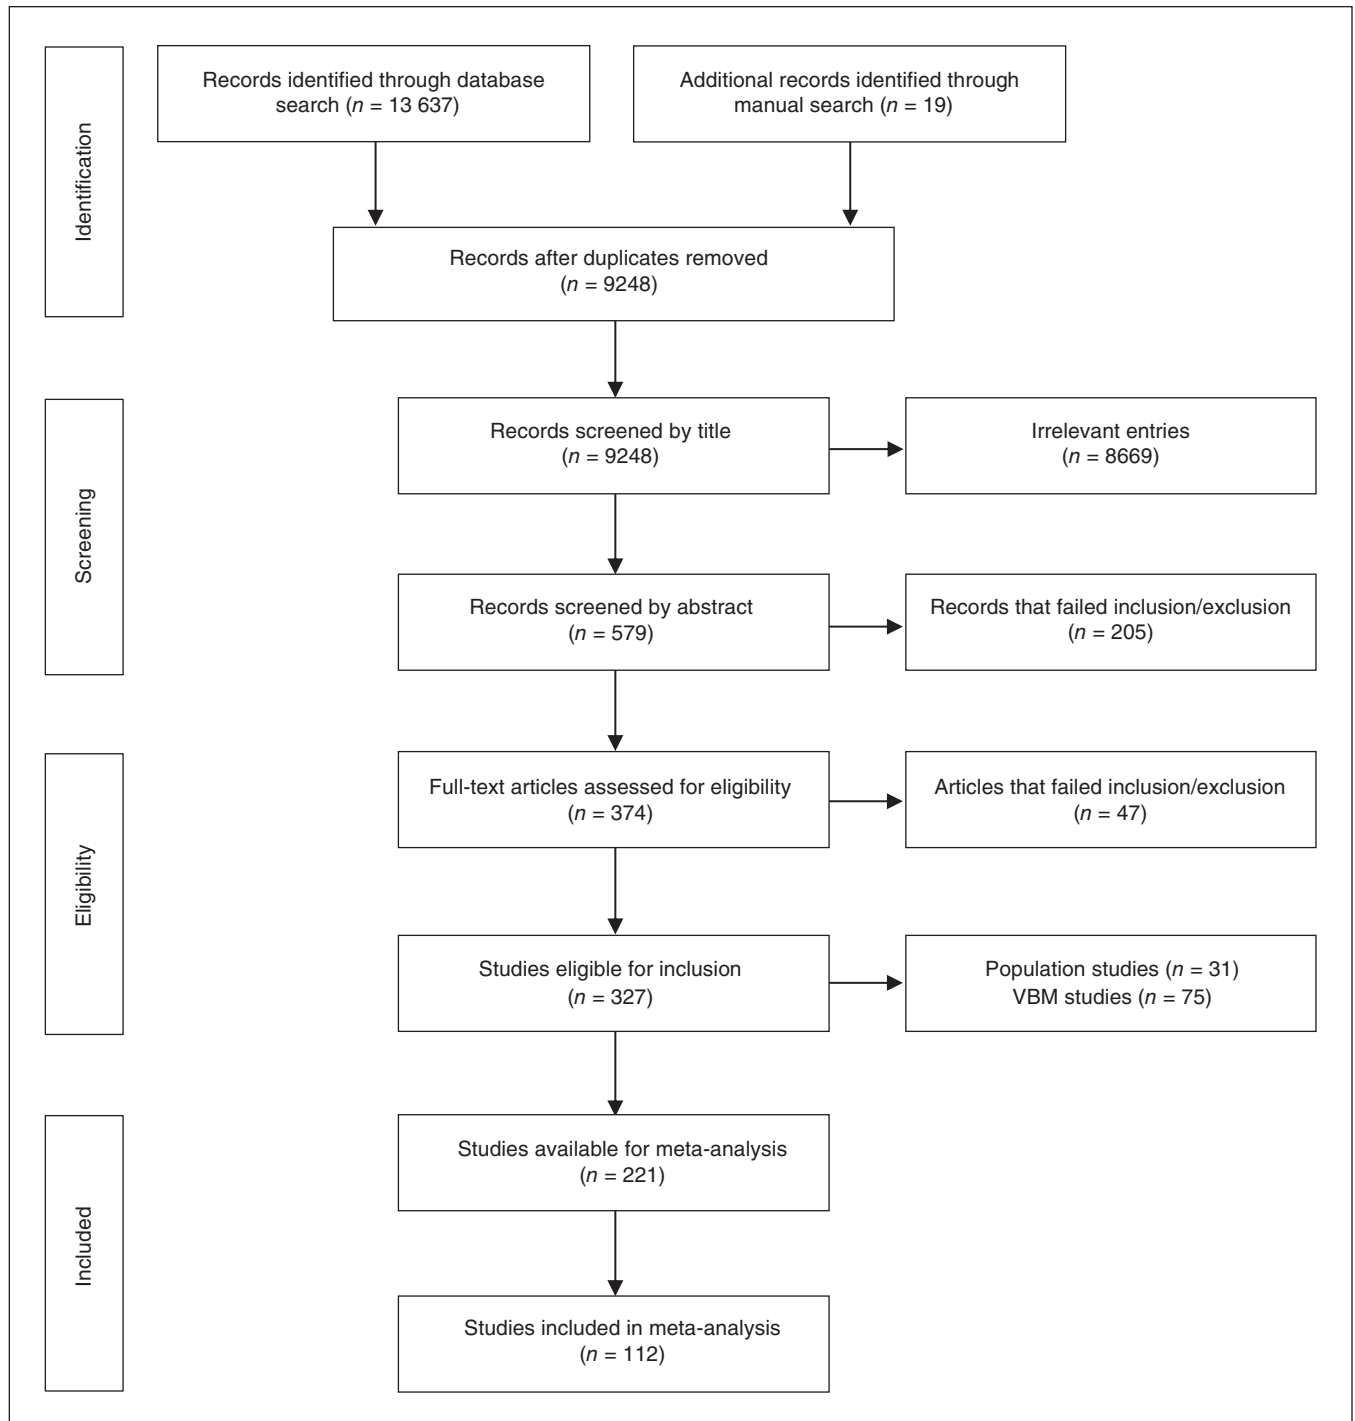 Identification
Records identified through database
search (n = 13 637)
Additional records identified through
manual search (n = 19)
Records after duplicates removed
(n = 9248)
Screening
Records screened by title
(n = 9248)
Irrelevant entries
(n = 8669)
Records screened by abstract
(n = 579)
Records that failed inclusion/exclusion
(n = 205)
Eligibility
Full-text articles assessed for eligibility
(n = 374)
Articles that failed inclusion/exclusion
(n = 47)
Studies eligible for inclusion
(n = 327)
Population studies (n = 31)
VBM studies (n = 75)
Included
Studies available for meta-analysis
(n = 221)
Studies included in meta-analysis
(n = 112)